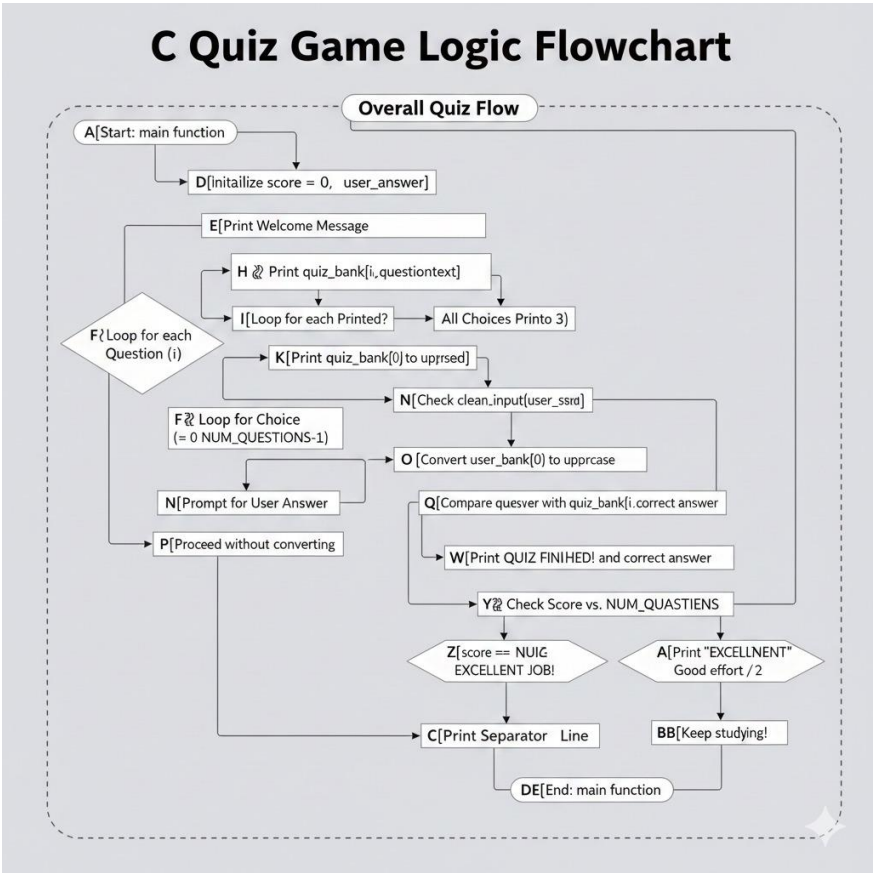 C Quiz Game Logic Flowchart
Overall Quiz Flow
A[Start: main function
D[initailize score = 0, user_answer]
E[Print Welcome Message
H Print quiz_bank[i,.questiontext]
I[Loop for each Printed?
All Choices Printo 3)
F Loop for each
Question (i)
K[Print quiz_bank[0] to upprsed]
N[Check clean_input(user_
F Loop for Choice
(= 0 NUM_QUESTIONS-1)
O [Convert user_bank[0) to upprcase
N[Prompt for User Answer
Q[Compare quesver with quiz_bank[i.correct answer
P[Proceed without converting
W[Print QUIZ FINIHED! and correct answer
Y Check Score vs. NUM_QUASTIENS
Z[score == NUIG
EXCELLENT JOB!
A[Print "EXCELLNENT"
Good effort / 2
C[Print Separator Line
BB[Keep studying!
DE[End: main function